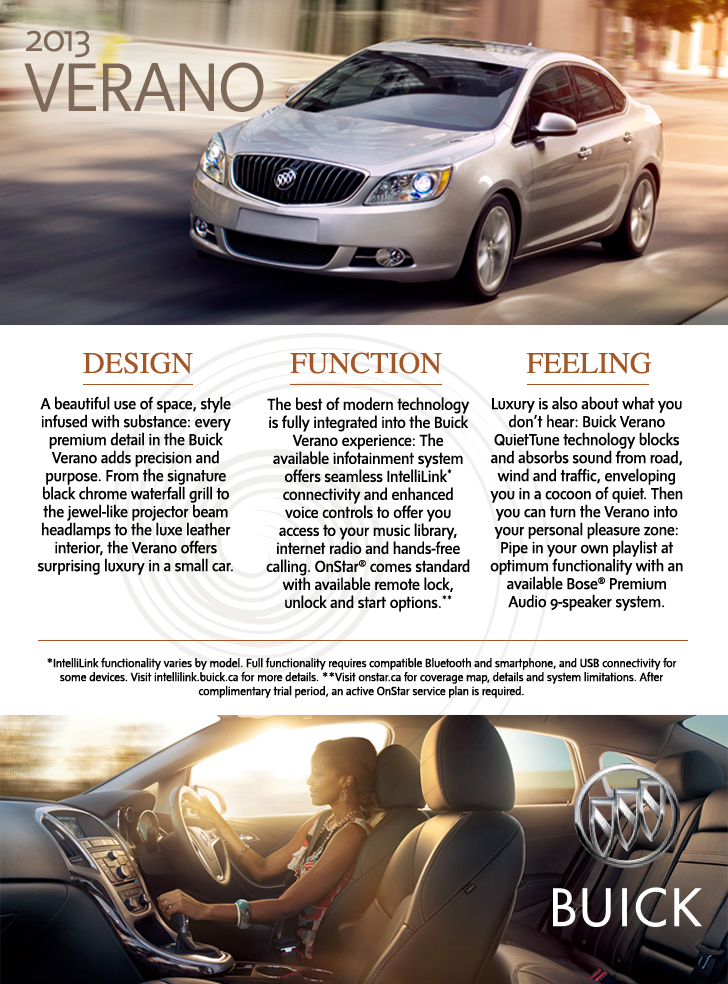 2013
VERANO
DESIGN
A beautiful use of space, style
infused with substance: every
premium detail in the Buick
Verano adds precision and
purpose. From the signature
black chrome waterfall grill to
the jewel-like projector beam
headlamps to the luxe leather
interior, the Verano offers
surprising luxury in a small car.
FUNCTION
The best of modern technology
is fully integrated into the Buick
Verano experience: The
available infotainment system
offers seamless IntelliLink*
connectivity and enhanced
voice controls to offer you
access to your music library,
internet radio and hands-free
calling. OnStar® comes standard
with available remote lock,
unlock and start options.**
FEELING
Luxury is also about what you
don't hear: Buick Verano
QuietTune technology blocks
and absorbs sound from road,
wind and traffic, enveloping
you in a cocoon of quiet. Then
you can turn the Verano into
your personal pleasure zone:
Pipe in your own playlist at
optimum functionality with an
available Bose® Premium
Audio 9-speaker system.
*IntelliLink functionality varies by model. Full functionality requires compatible Bluetooth and smartphone, and USB connectivity for
some devices. Visit intellilink.buick.ca for more details. **Visit onstar.ca for coverage map, details and system limitations. After
complimentary trial period, an active OnStar service plan is required.
BUICK